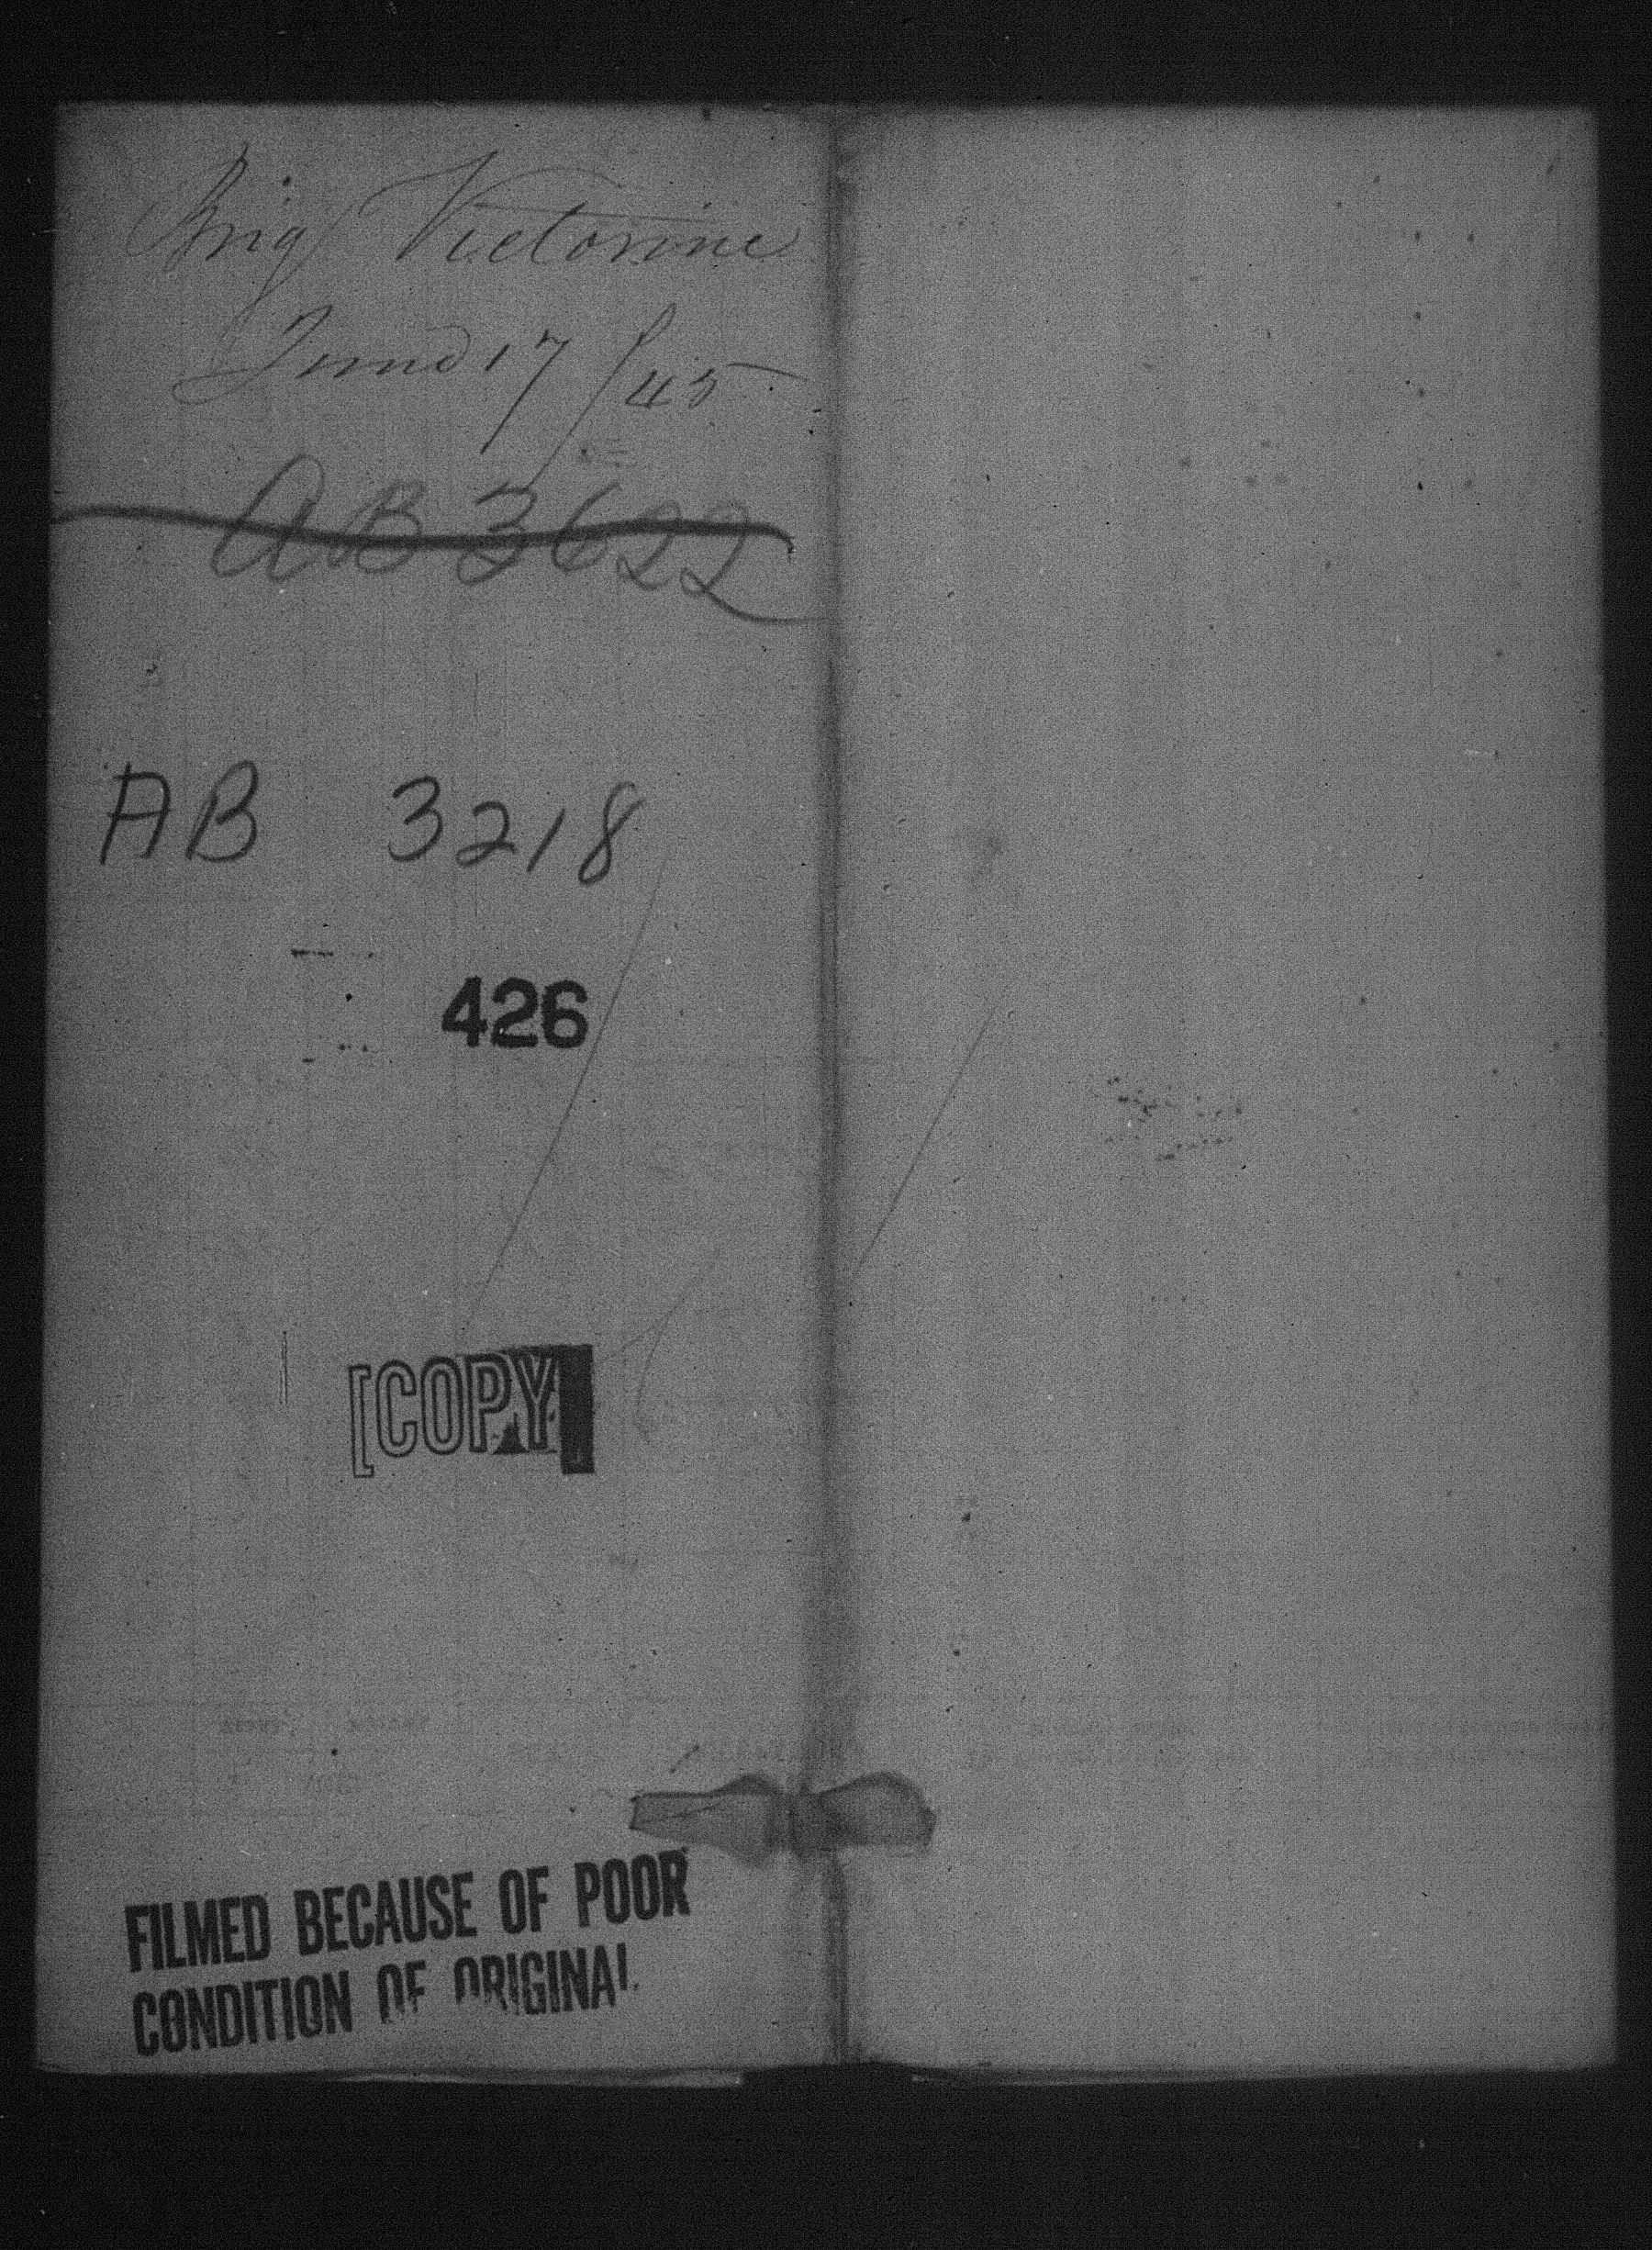 Brig Victorine
June 17/45
AB 3622
AB 3218
426
[COPY]
FILMED BECAUSE OF POOR
CONDITION OF ORIGINAL